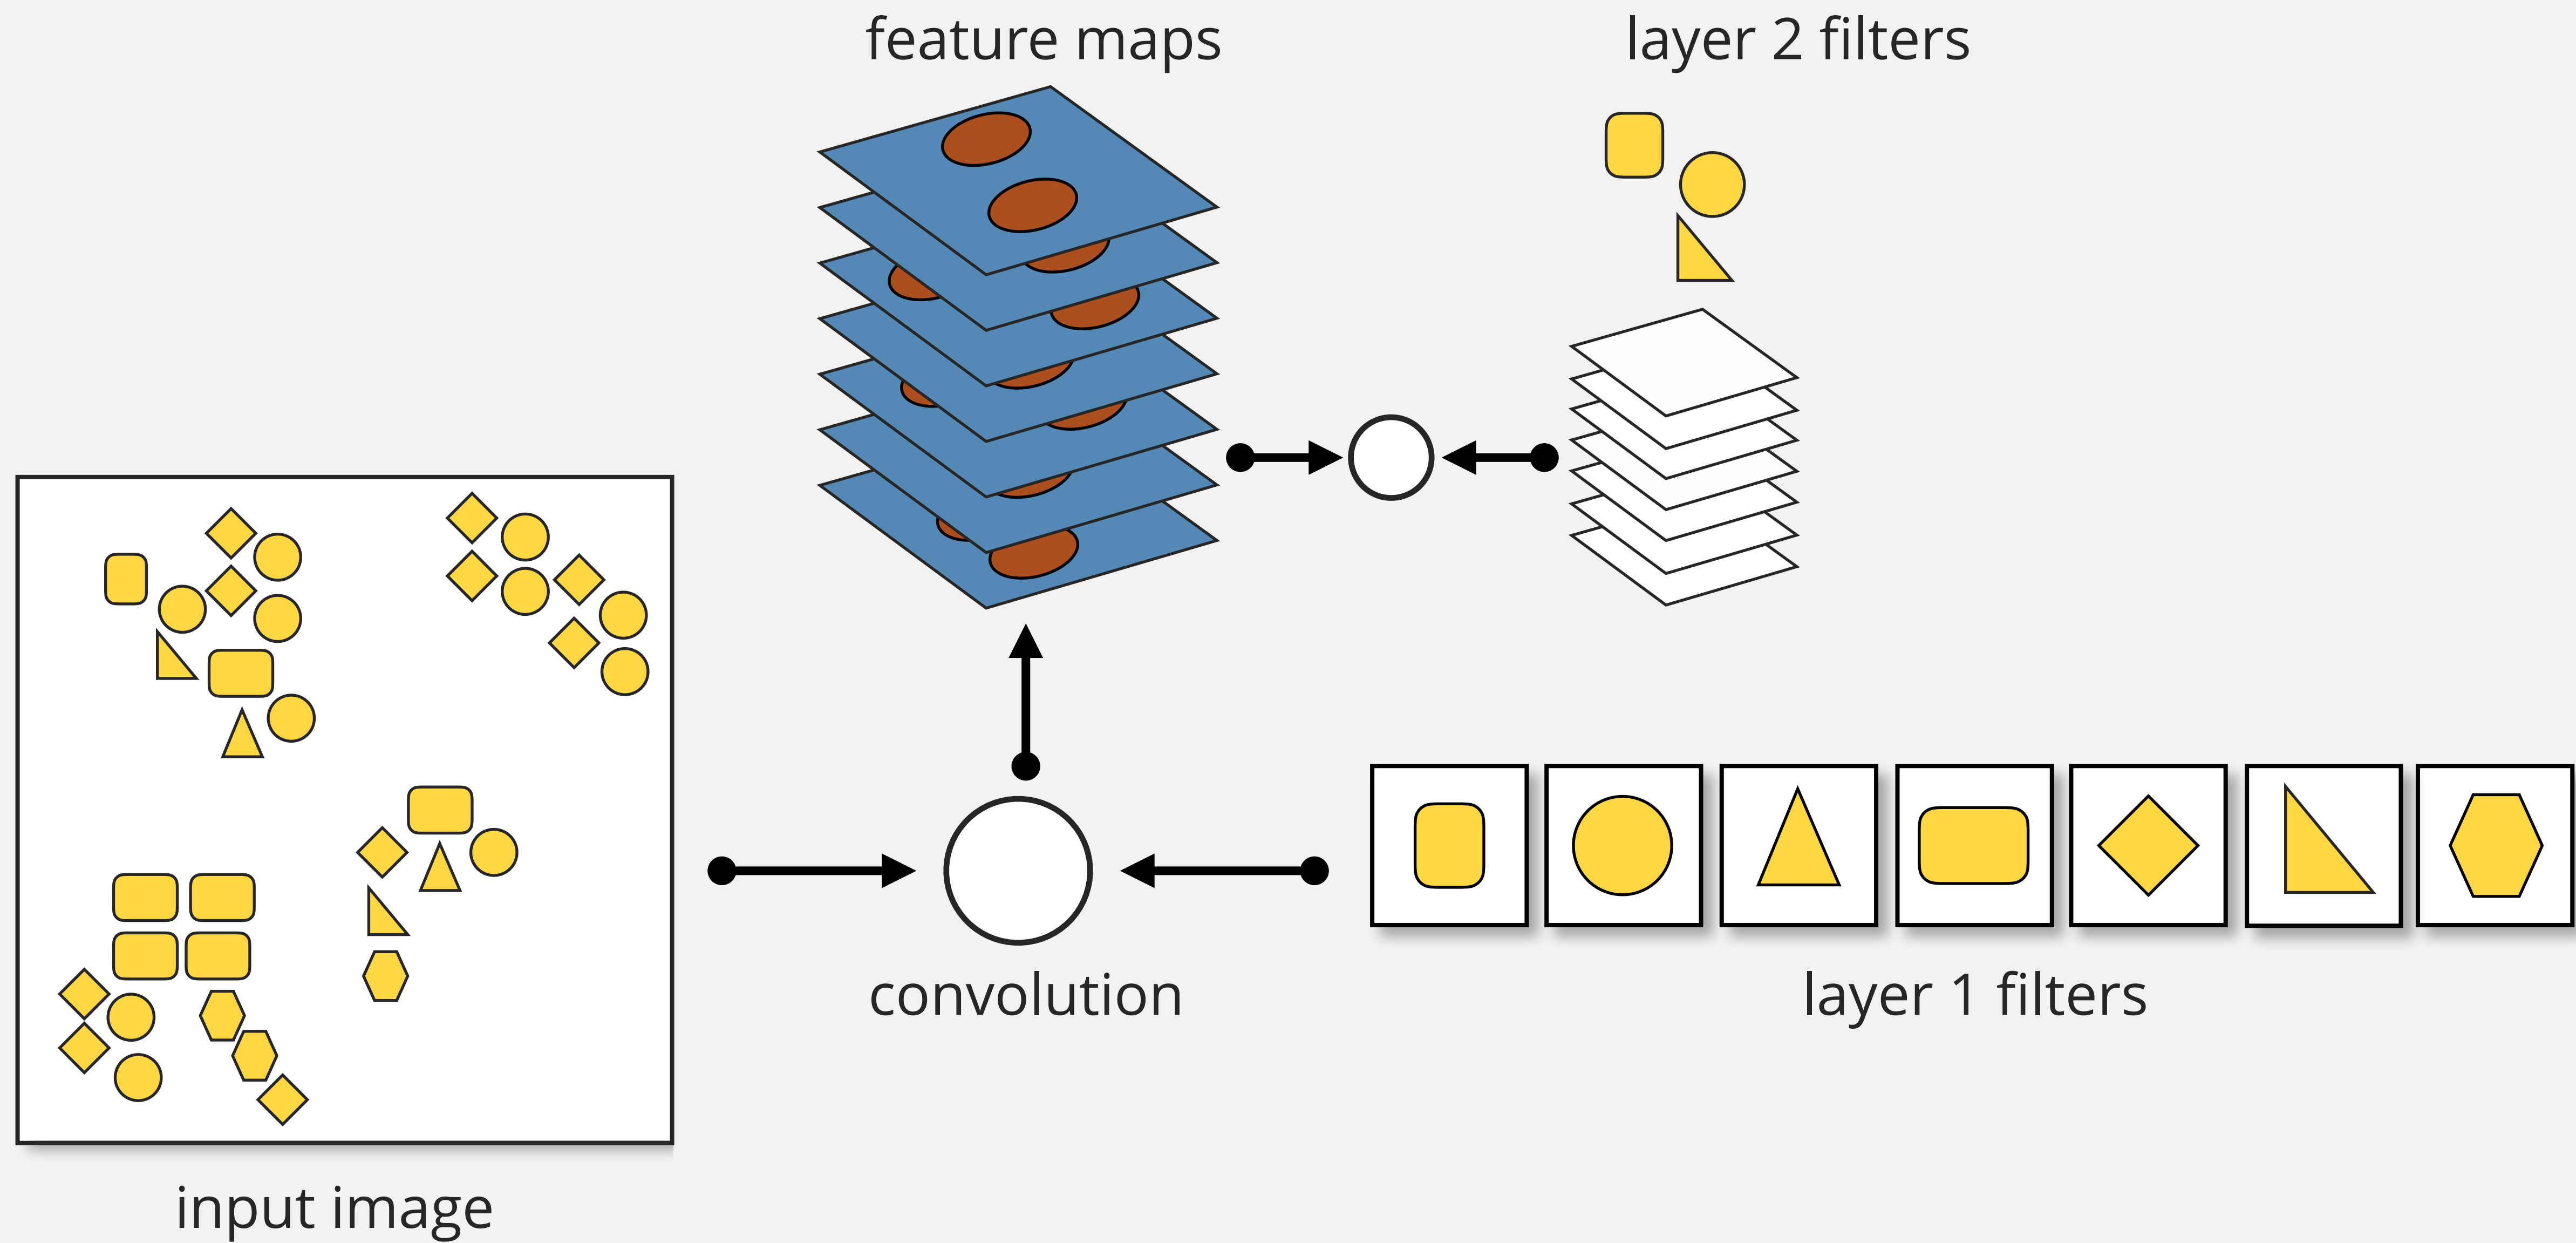 feature maps
layer 2 filters
convolution
layer 1 filters
input image